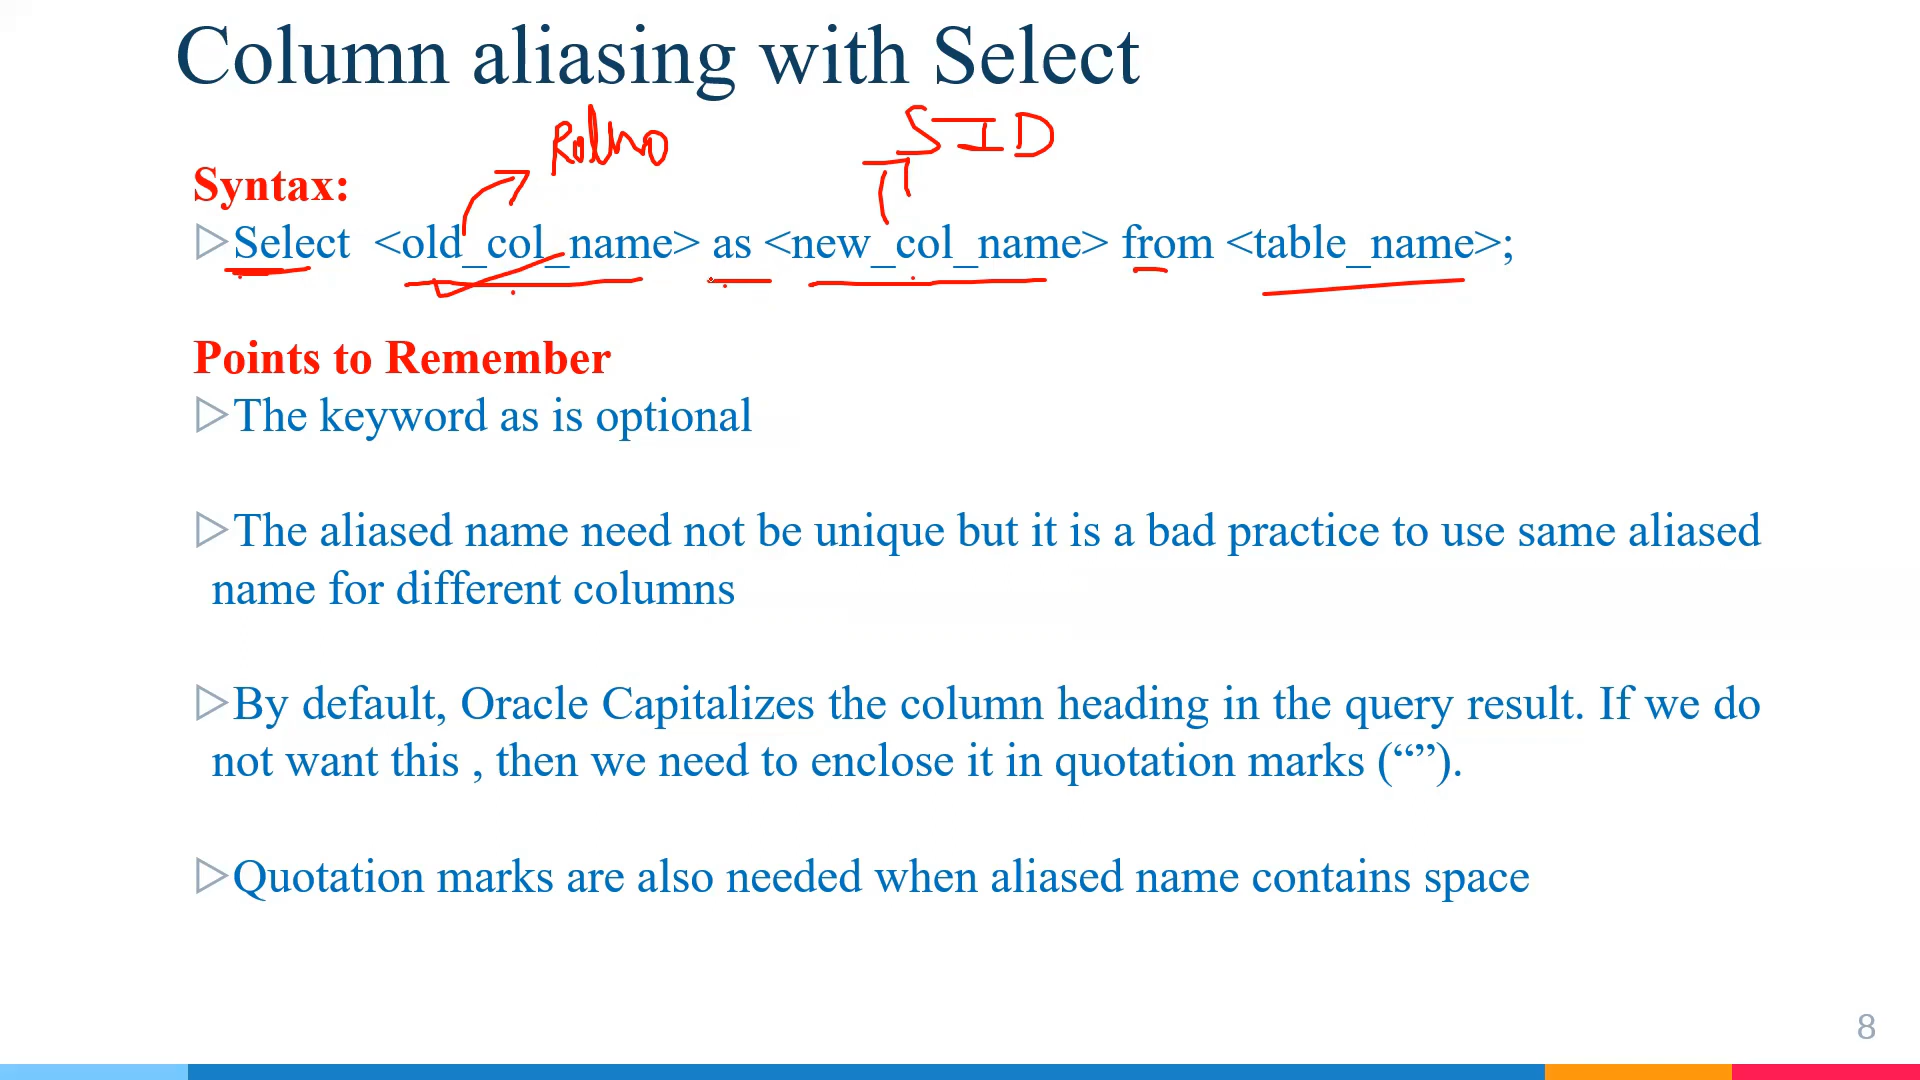 Column aliasing with Select
Rollno SID
Syntax:
Select <old_col_name> as <new_col_name> from <table_name>;
Points to Remember
The keyword as is optional
The aliased name need not be unique but it is a bad practice to use same aliased
name for different columns
By default, Oracle Capitalizes the column heading in the query result. If we do
not want this , then we need to enclose it in quotation marks (“”).
Quotation marks are also needed when aliased name contains space
8